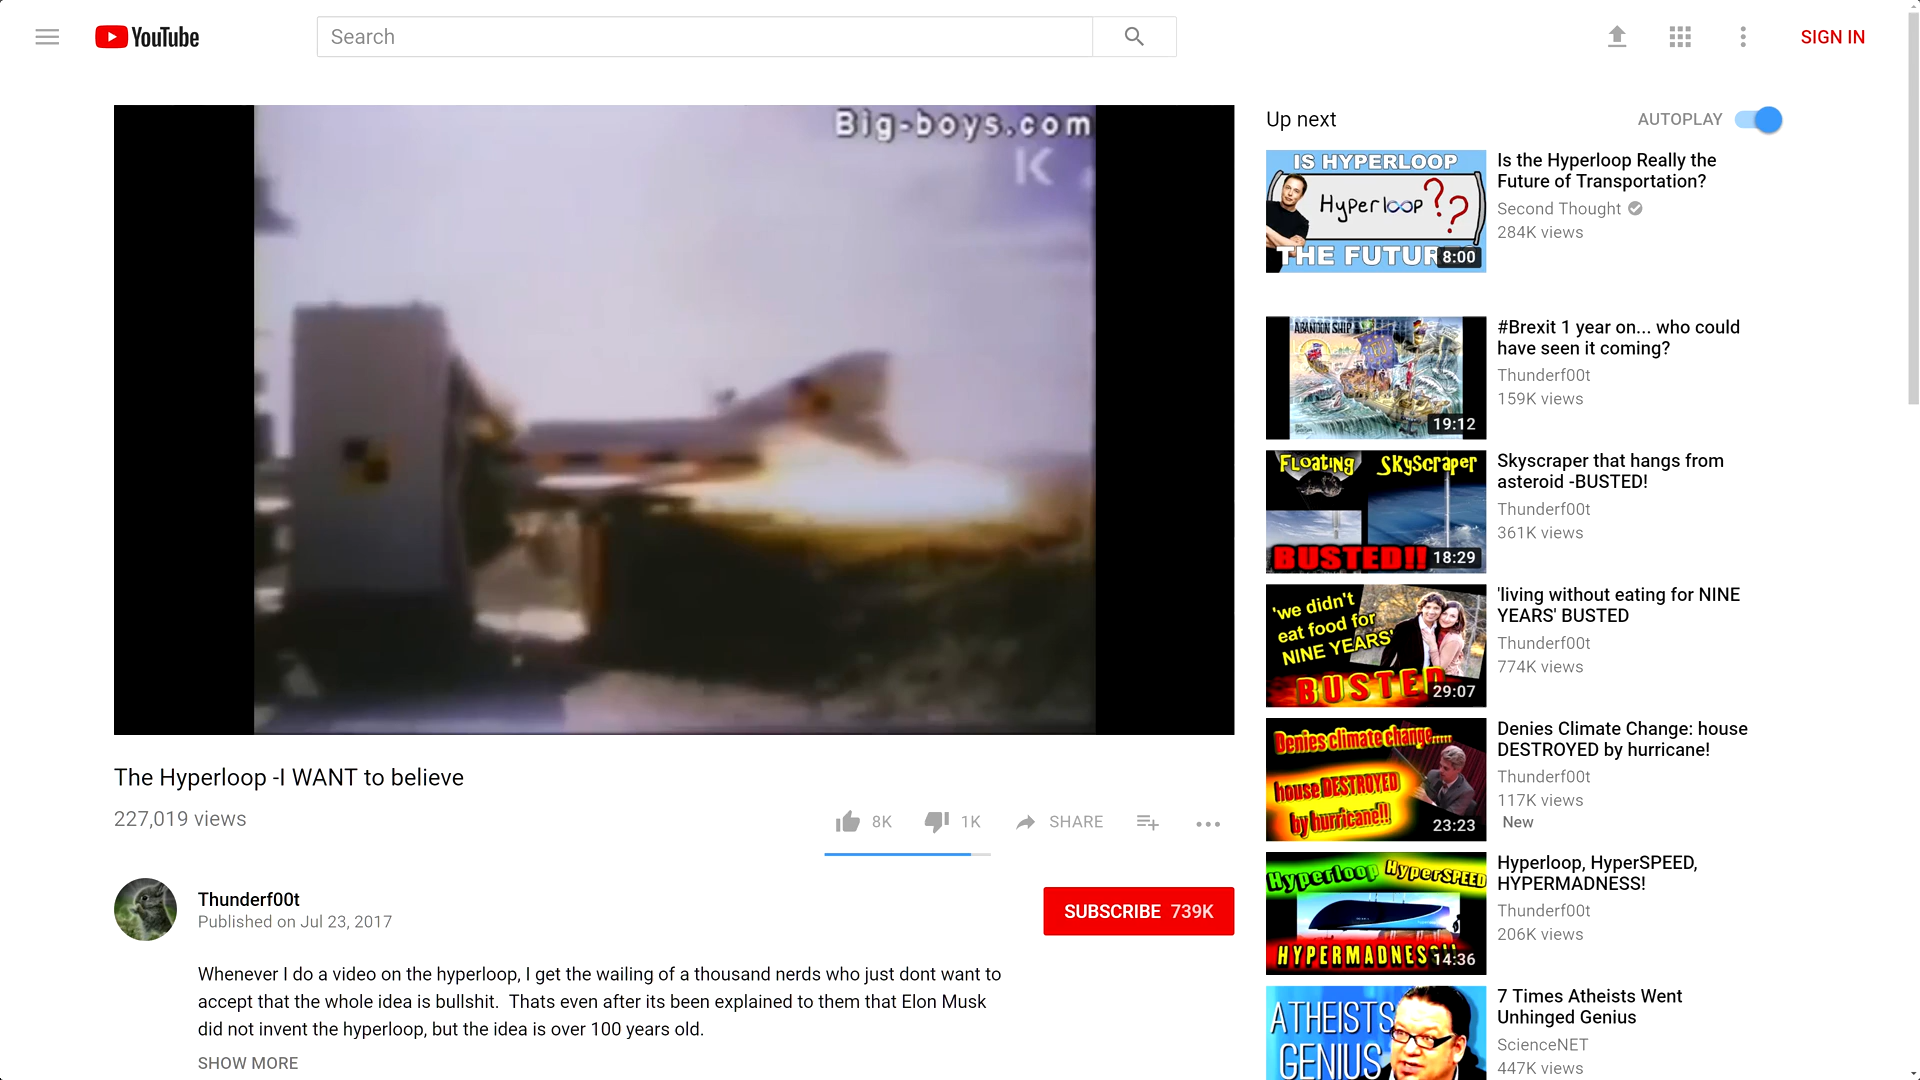 YouTube
Search
SIGN IN
Big-boys.com
K
The Hyperloop -I WANT to believe
227,019 views
8K
1K
SHARE
Thunderf00t
Published on Jul 23, 2017
SUBSCRIBE 739K
Whenever I do a video on the hyperloop, I get the wailing of a thousand nerds who just dont want to
accept that the whole idea is bullshit.  Thats even after its been explained to them that Elon Musk
did not invent the hyperloop, but the idea is over 100 years old.
SHOW MORE
Up next
AUTOPLAY
IS HYPERLOOP
Hyperloop ??
THE FUTUR
8:00
Is the Hyperloop Really the
Future of Transportation?
Second Thought
284K views
ABANDON SHIP
EU
19:12
#Brexit 1 year on... who could
have seen it coming?
Thunderf00t
159K views
Floating Skyscraper
BUSTED!!
18:29
Skyscraper that hangs from
asteroid -BUSTED!
Thunderf00t
361K views
'we didn't
eat food for
NINE YEARS'
BUSTED
29:07
'living without eating for NINE
YEARS' BUSTED
Thunderf00t
774K views
Denies climate change.....
house DESTROYED
by hurricane!!
23:23
Denies Climate Change: house
DESTROYED by hurricane!
Thunderf00t
117K views
New
Hyperloop HyperSPEED
HYPERMADNESS!!
14:36
Hyperloop, HyperSPEED,
HYPERMADNESS!
Thunderf00t
206K views
ATHEISTS
GENIUS
7 Times Atheists Went
Unhinged Genius
ScienceNET
447K views